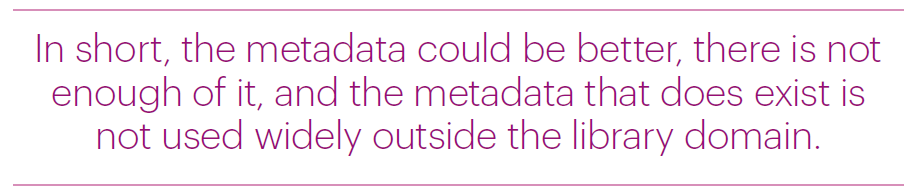 In short, the metadata could be better, there is not
enough of it, and the metadata that does exist is
not used widely outside the library domain.